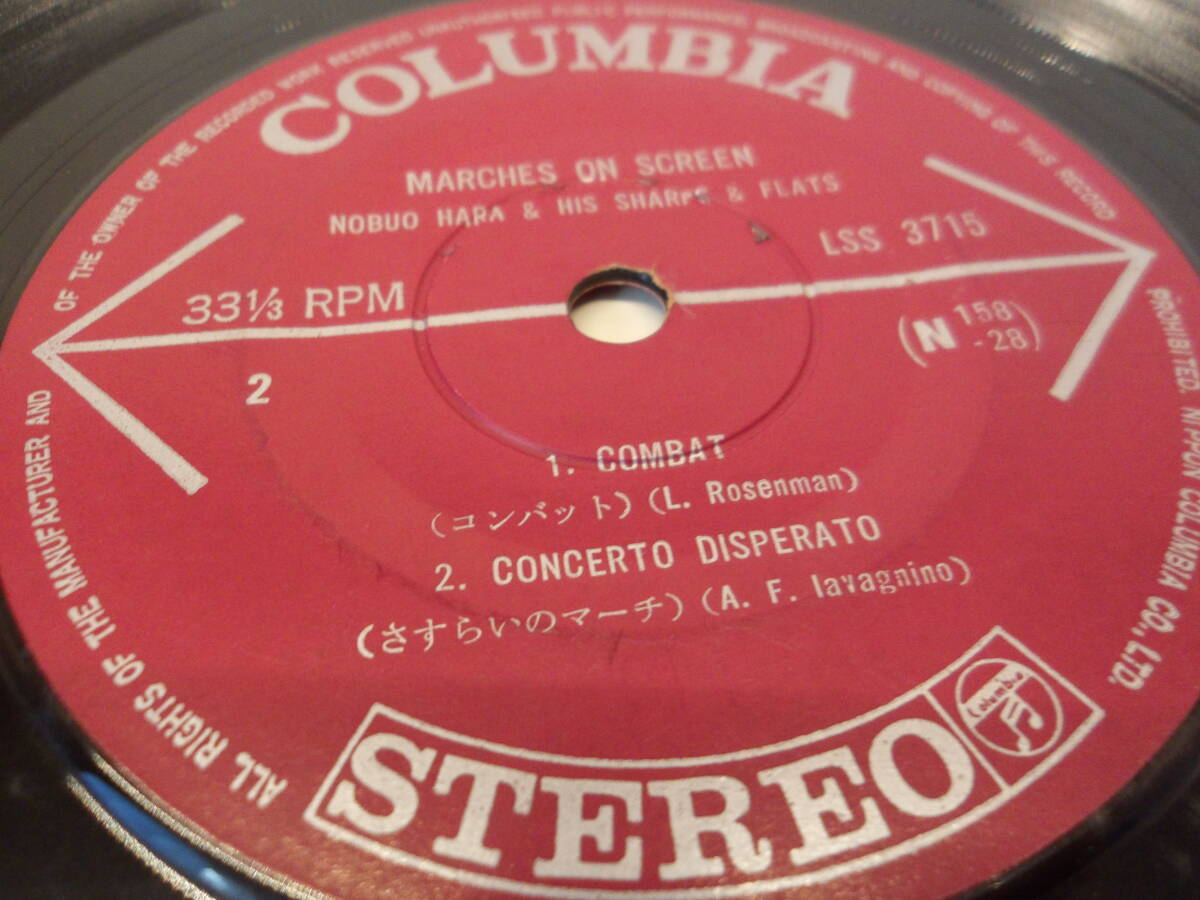 COLUMBIA
MARCHES ON SCREEN
NOBUO HARA & HIS SHARPS & FLATS
LSS 3715
33⅓ RPM
(N 158
-28)
2
1. COMBAT
(コンバット) (L. Rosenman)
2. CONCERTO DISPERATO
(さすらいのマーチ) (A. F. lavagnino)
STEREO
Columbia
ALL RIGHTS OF THE MANUFACTURER AND OF THE OWNER OF THE RECORDED WORK RESERVED UNAUTHORIZED PUBLIC PERFORMANCE, BROADCASTING AND COPYING OF THIS RECORD PROHIBITED. NIPPON COLUMBIA CO., LTD.